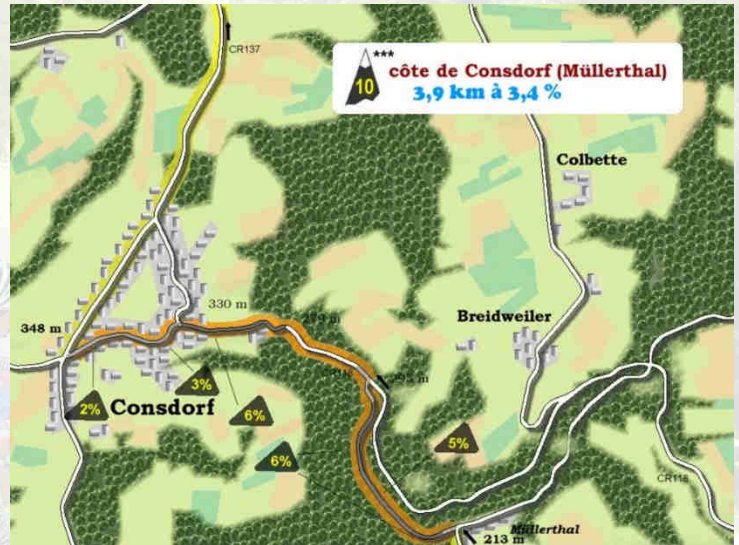 CR137
***
10
côte de Consdorf (Müllerthal)
3,9 km à 3,4 %
Colbette
330 m
348 m
Breidweiler
3%
2%
Consdorf
6%
5%
6%
CR118
Müllerthal
213 m